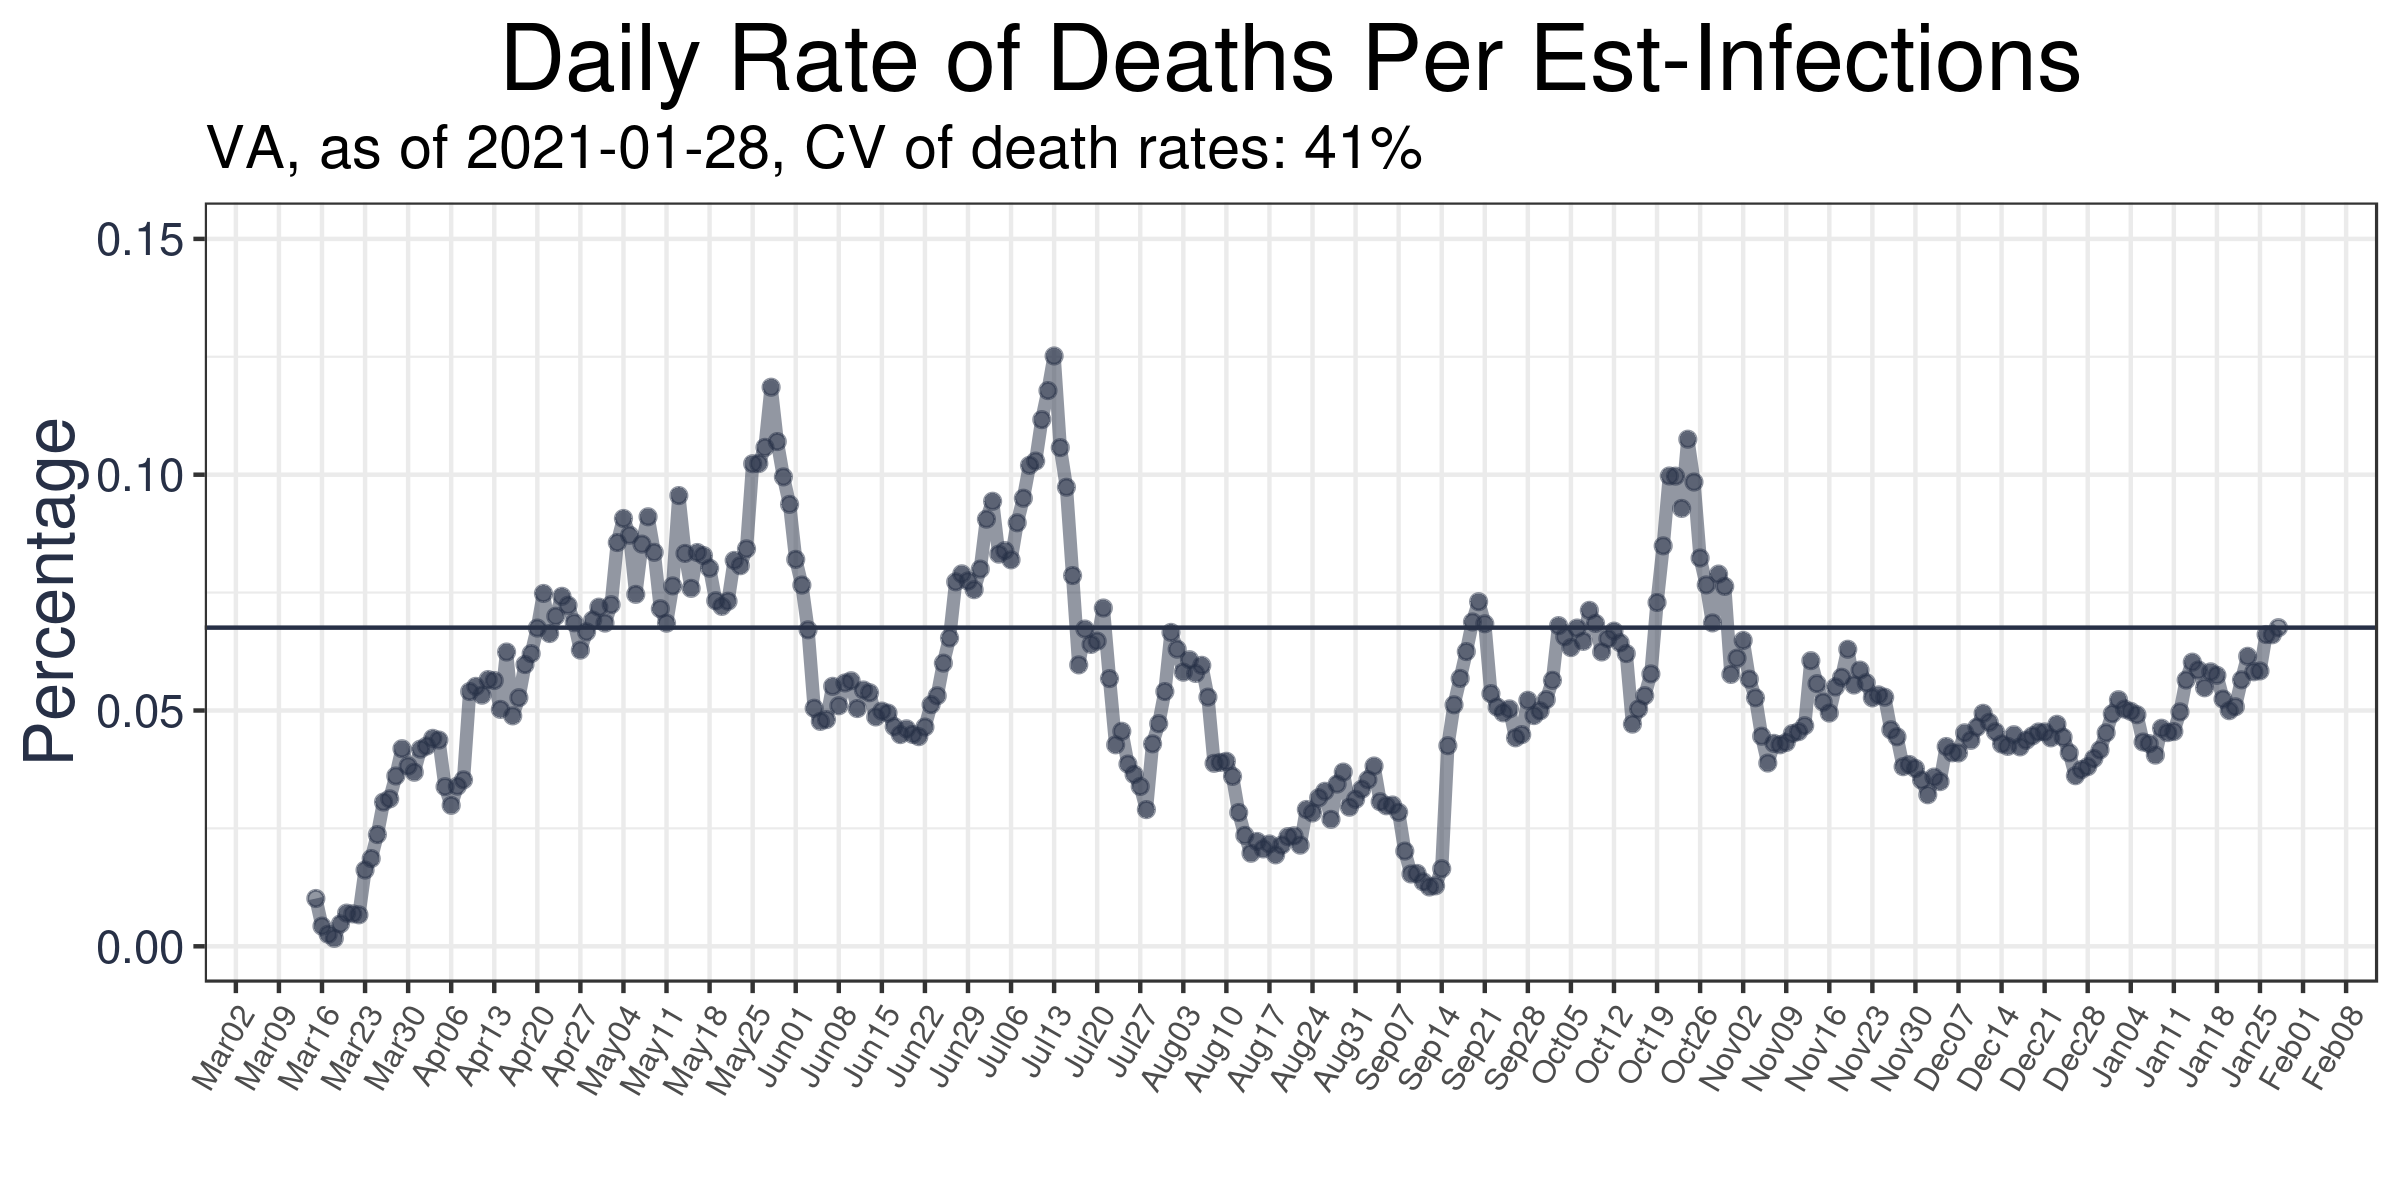 Daily Rate of Deaths Per Est-Infections
VA, as of 2021-01-28, CV of death rates: 41%
Percentage
0.15
0.10
0.05
0.00
Mar02
Mar09
Mar16
Mar23
Mar30
Apr06
Apr13
Apr20
Apr27
May04
May11
May18
May25
Jun01
Jun08
Jun15
Jun22
Jun29
Jul06
Jul13
Jul20
Jul27
Aug03
Aug10
Aug17
Aug24
Aug31
Sep07
Sep14
Sep21
Sep28
Oct05
Oct12
Oct19
Oct26
Nov02
Nov09
Nov16
Nov23
Nov30
Dec07
Dec14
Dec21
Dec28
Jan04
Jan11
Jan18
Jan25
Feb01
Feb08